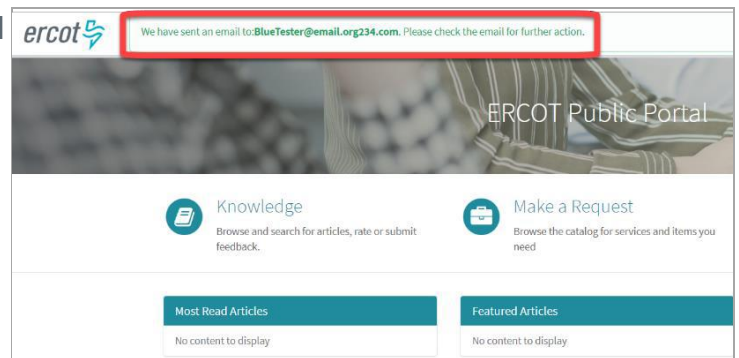 ercot
We have sent an email to:BlueTester@email.org234.com. Please check the email for further action.
ERCOT Public Portal
Knowledge
Browse and search for articles, rate or submit
feedback.
Make a Request
Browse the catalog for services and items you
need
Most Read Articles
No content to display
Featured Articles
No content to display